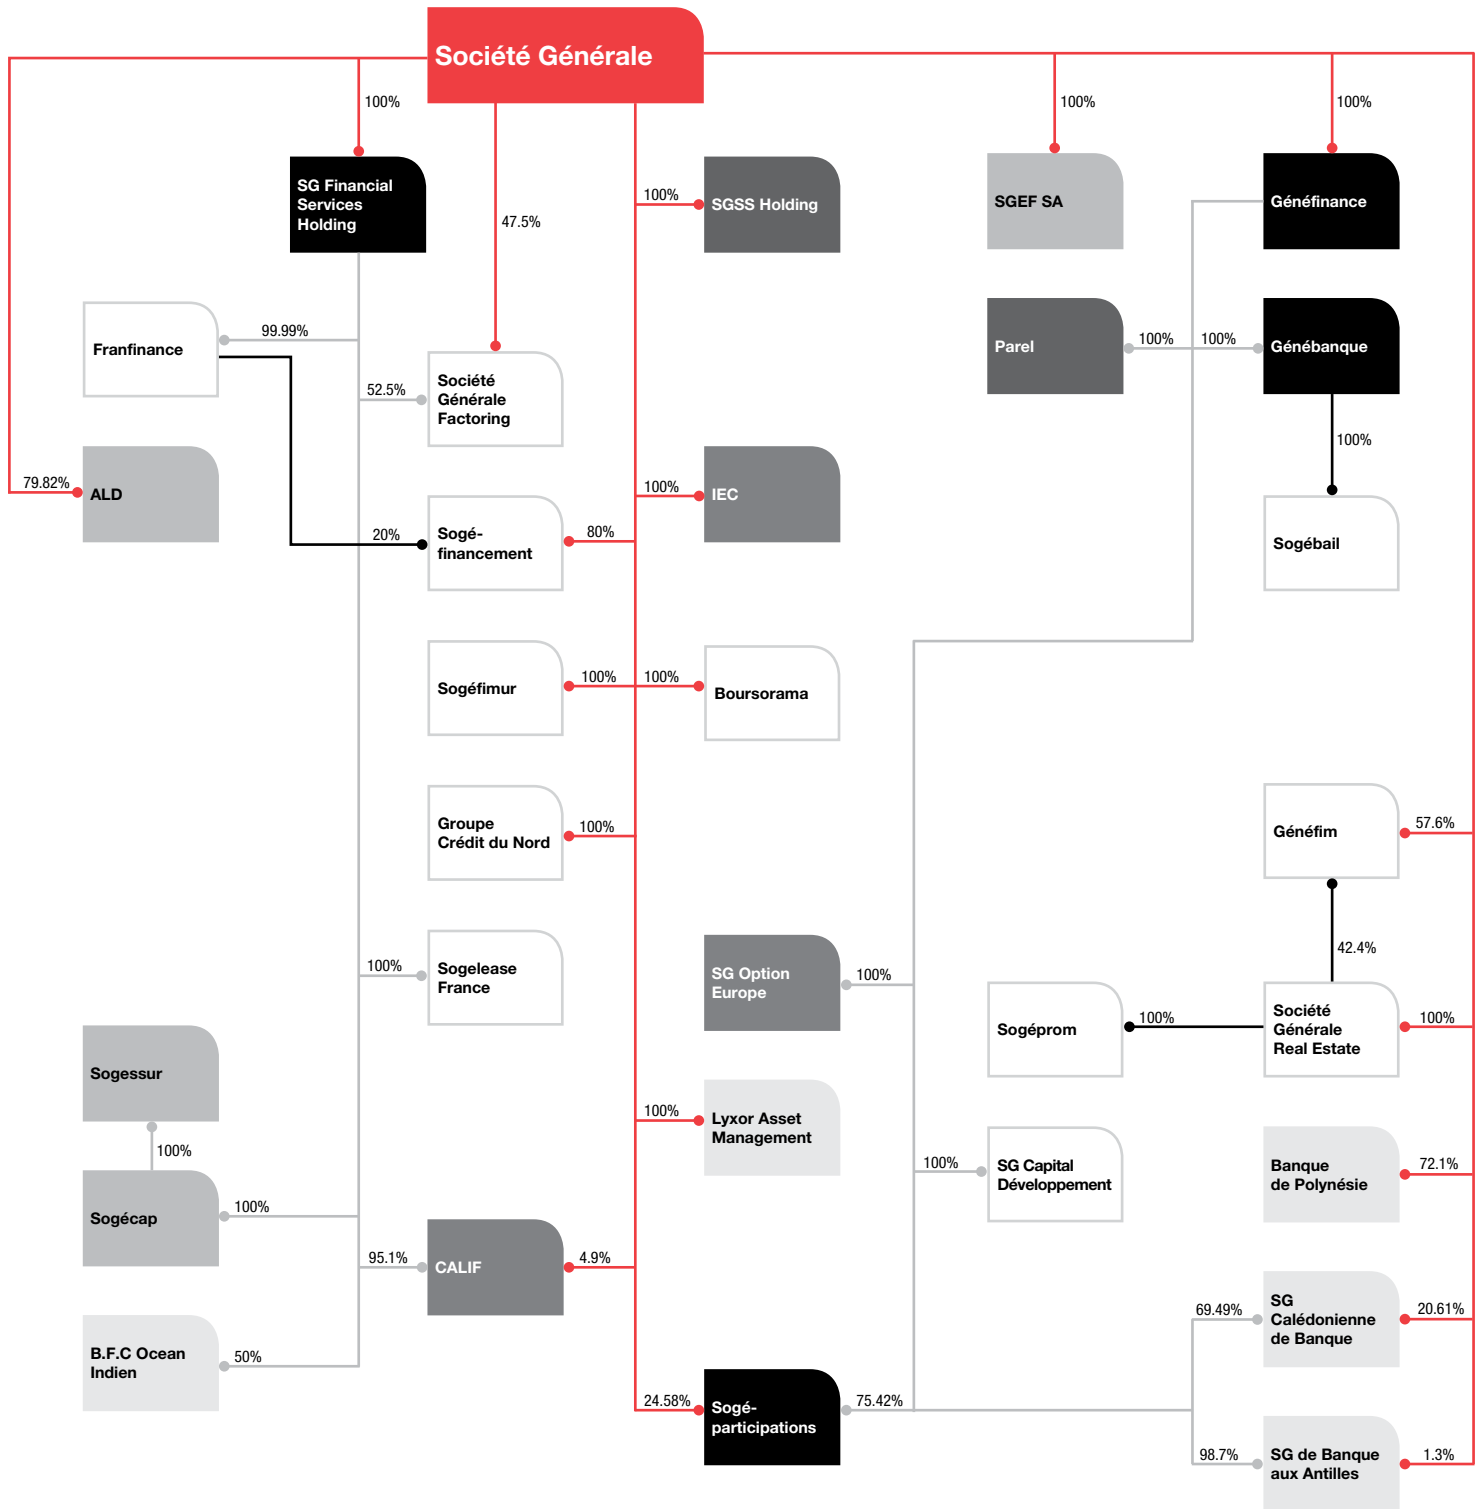 Société Générale
100%
100%
100%
SG Financial
Services
Holding
47.5%
100%
SGSS Holding
SGEF SA
Généfinance
Franfinance
99.99%
Société
Générale
Factoring
52.5%
Parel
100%
100%
Génébanque
100%
79.82%
ALD
100%
IEC
20%
Sogé-
financement
80%
Sogébail
Sogéfimur
100%
100%
Boursorama
Groupe
Crédit du Nord
100%
Généfim
57.6%
42.4%
100%
Sogelease
France
SG Option
Europe
100%
Sogéprom
100%
Société
Générale
Real Estate
100%
Sogessur
100%
100%
Lyxor Asset
Management
100%
SG Capital
Développement
Banque
de Polynésie
72.1%
Sogécap
100%
95.1%
CALIF
4.9%
B.F.C Ocean
Indien
50%
69.49%
SG
Calédonienne
de Banque
20.61%
24.58%
Sogé-
participations
75.42%
98.7%
SG de Banque
aux Antilles
1.3%